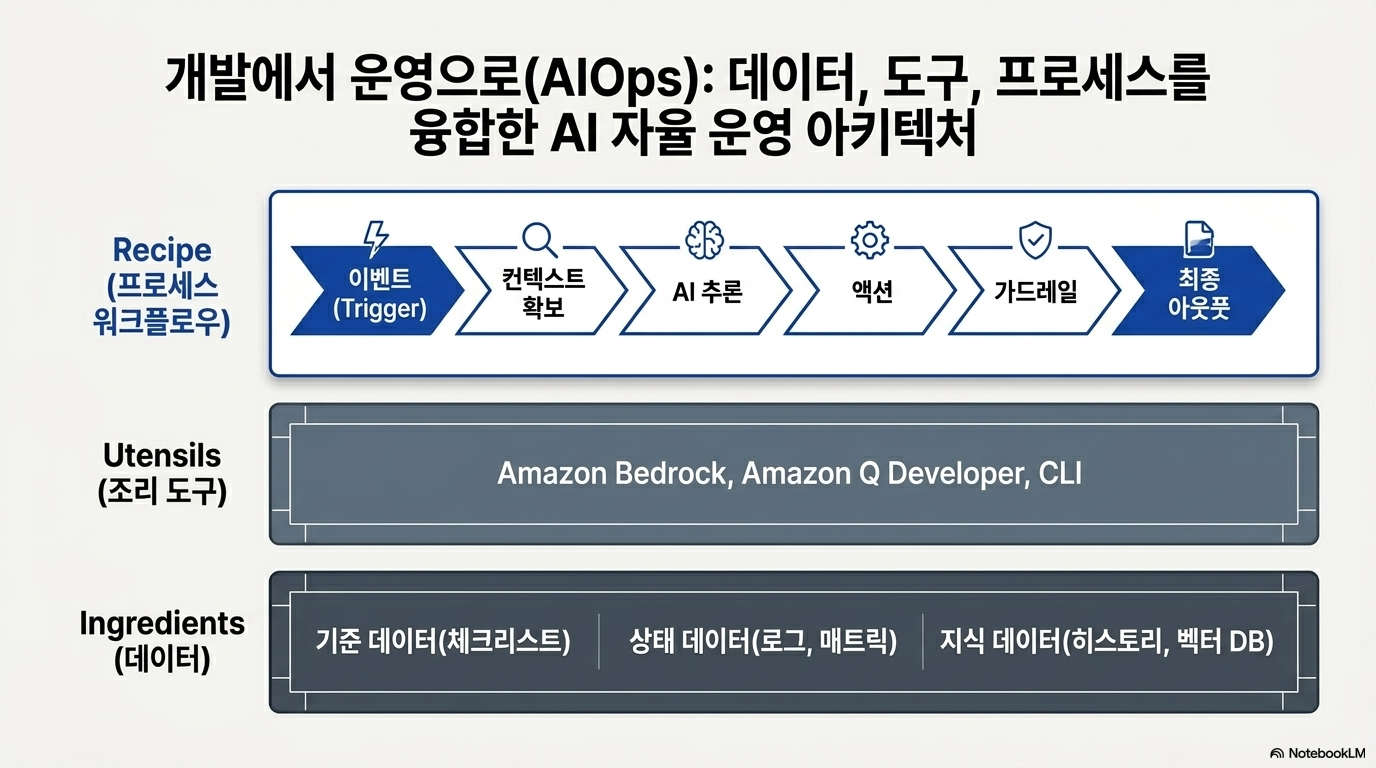 개발에서 운영으로(AIOps): 데이터, 도구, 프로세스를
융합한 AI 자율 운영 아키텍처
Recipe
(프로세스
워크플로우)
이벤트
(Trigger)
컨텍스트
확보
AI 추론
액션
가드레일
최종
아웃풋
Utensils
(조리 도구)
Amazon Bedrock, Amazon Q Developer, CLI
Ingredients
(데이터)
기준 데이터(체크리스트)
상태 데이터(로그, 매트릭)
지식 데이터(히스토리, 벡터 DB)
NotebookLM